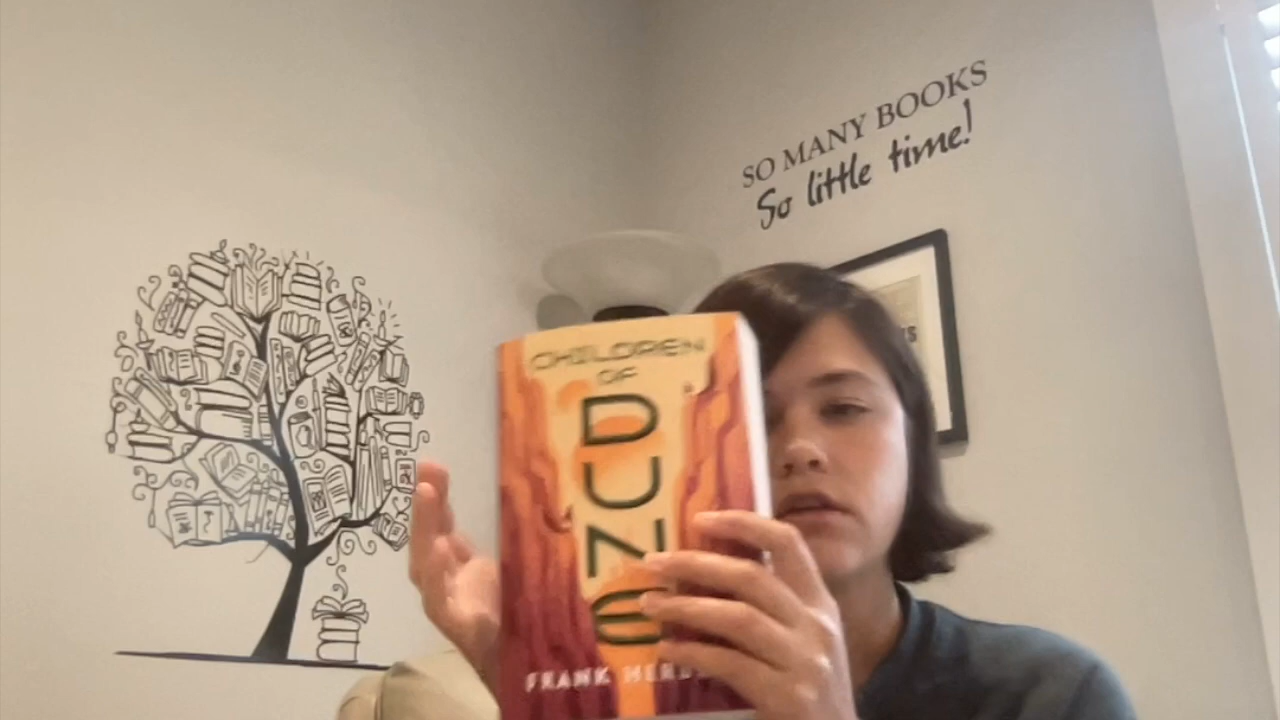 SO MANY BOOKS
So little time!
CHILDREN
OF
DUNE
FRANK